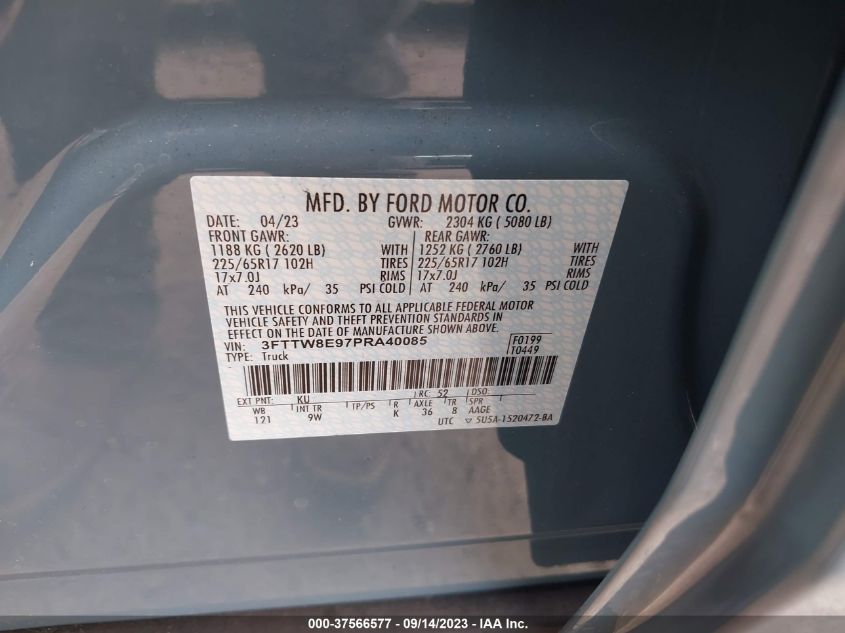 MFD. BY FORD MOTOR CO.
DATE: 04/23 GVWR: 2304 KG ( 5080 LB)
FRONT GAWR: REAR GAWR:
1188 KG ( 2620 LB) WITH 1252 KG ( 2760 LB) WITH
225/65R17 102H TIRES 225/65R17 102H TIRES
17x7.0J RIMS 17x7.0J RIMS
AT 240 kPa/ 35 PSI COLD AT 240 kPa/ 35 PSI COLD
THIS VEHICLE CONFORMS TO ALL APPLICABLE FEDERAL MOTOR
VEHICLE SAFETY AND THEFT PREVENTION STANDARDS IN
EFFECT ON THE DATE OF MANUFACTURE SHOWN ABOVE.
VIN: 3FTTW8E97PRA40085 F0199
TYPE: Truck T0449
EXT PNT: KU RC: 52 DSO:
WB INT TR TP/PS R AXLE TR SPR
121 9W K 36 8 AAGE
UTC ▽ 5U5A-1520472-BA
000-37566577 - 09/14/2023 - IAA Inc.